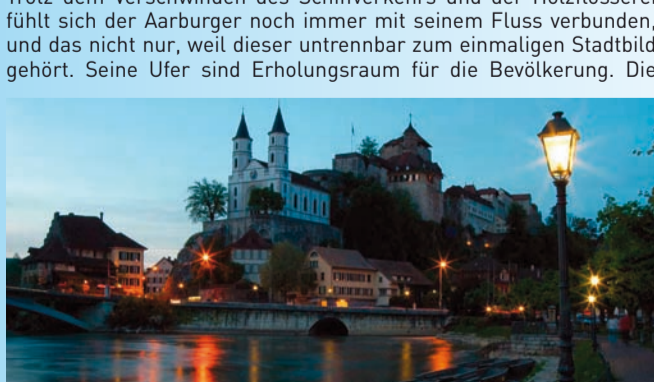 Trotz dem Verschwinden des Schiffverkehrs und der Holzflösserei
fühlt sich der Aarburger noch immer mit seinem Fluss verbunden,
und das nicht nur, weil dieser untrennbar zum einmaligen Stadtbild
gehört. Seine Ufer sind Erholungsraum für die Bevölkerung. Die